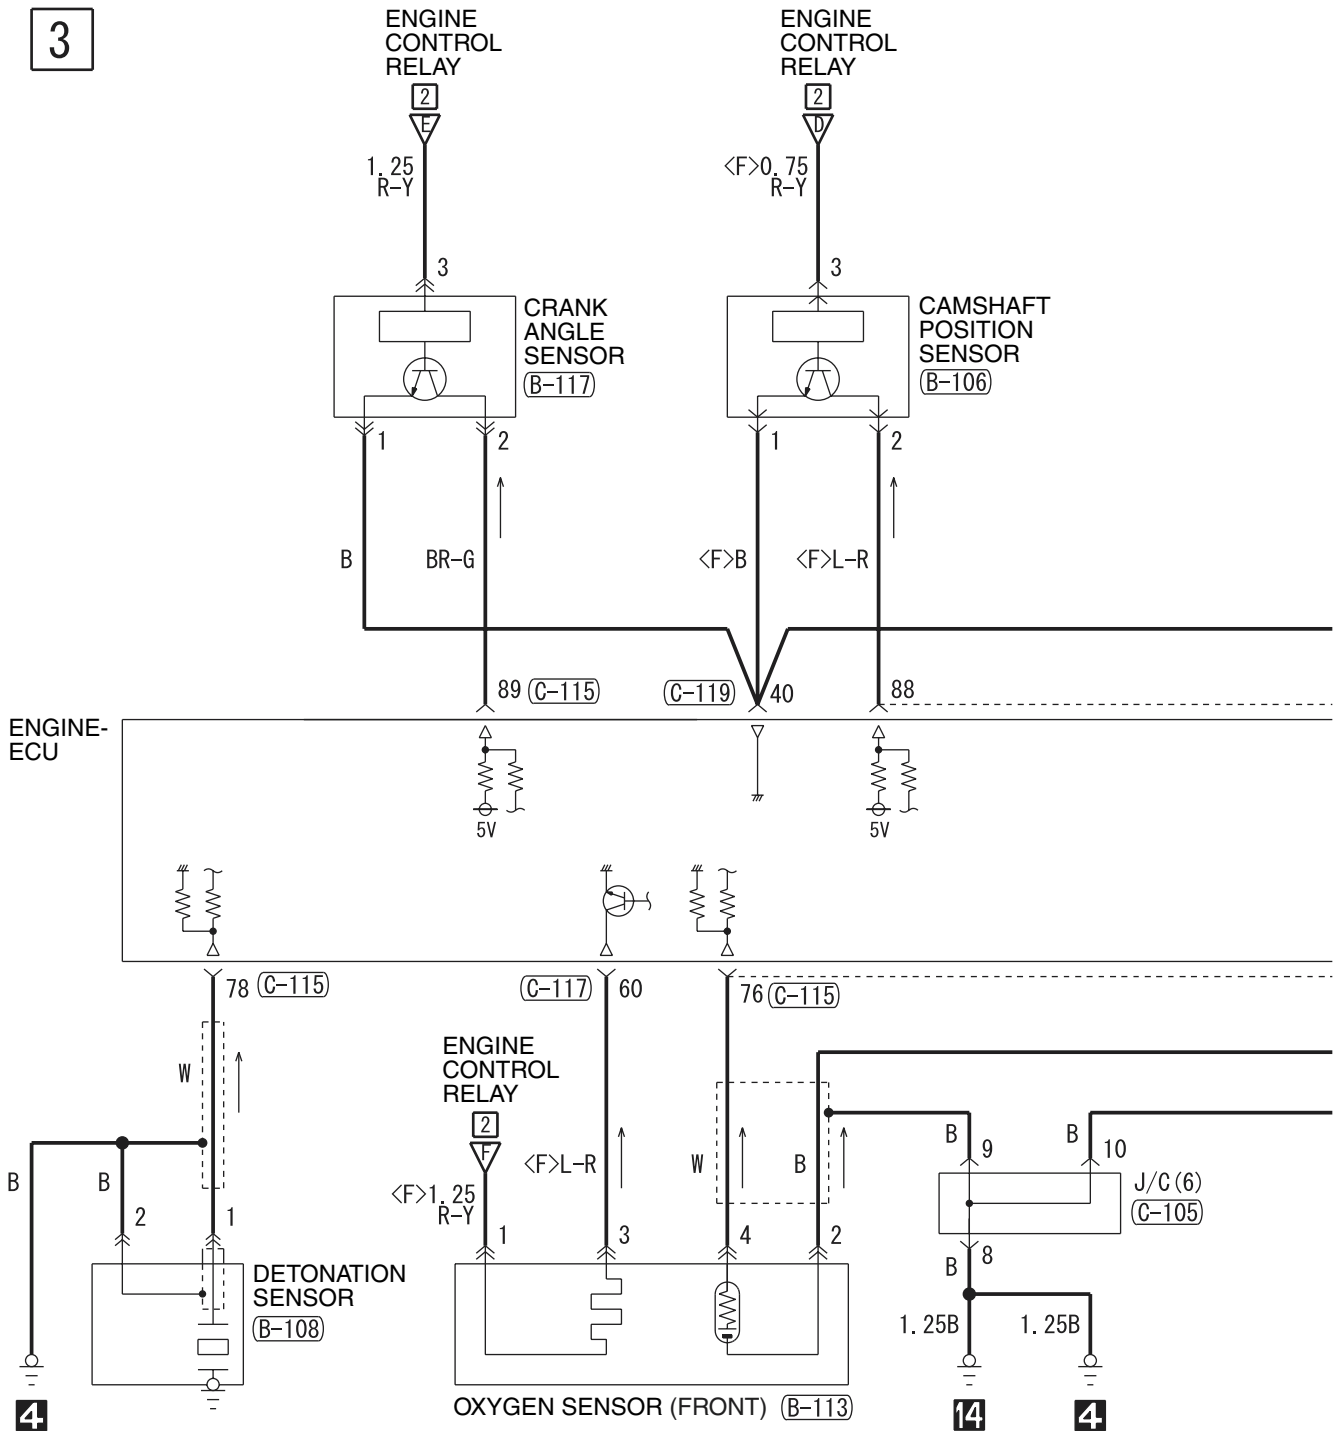 3
ENGINE
CONTROL
RELAY
2
E
1.25
R-Y
3
CRANK
ANGLE
SENSOR
B-117
1
2
B
BR-G
ENGINE
CONTROL
RELAY
2
D
<F>0.75
R-Y
3
CAMSHAFT
POSITION
SENSOR
B-106
1
2
<F>B
<F>L-R
89 C-115
C-119 40
88
ENGINE-
ECU
5V
5V
78 C-115
C-117 60
76 C-115
W
B
B
2
1
DETONATION
SENSOR
B-108
4
ENGINE
CONTROL
RELAY
2
F
<F>1.25
R-Y
<F>L-R
W
B
1
3
4
2
OXYGEN SENSOR (FRONT) B-113
B
9
B
10
J/C(6)
C-105
B
8
1.25B
1.25B
14
4